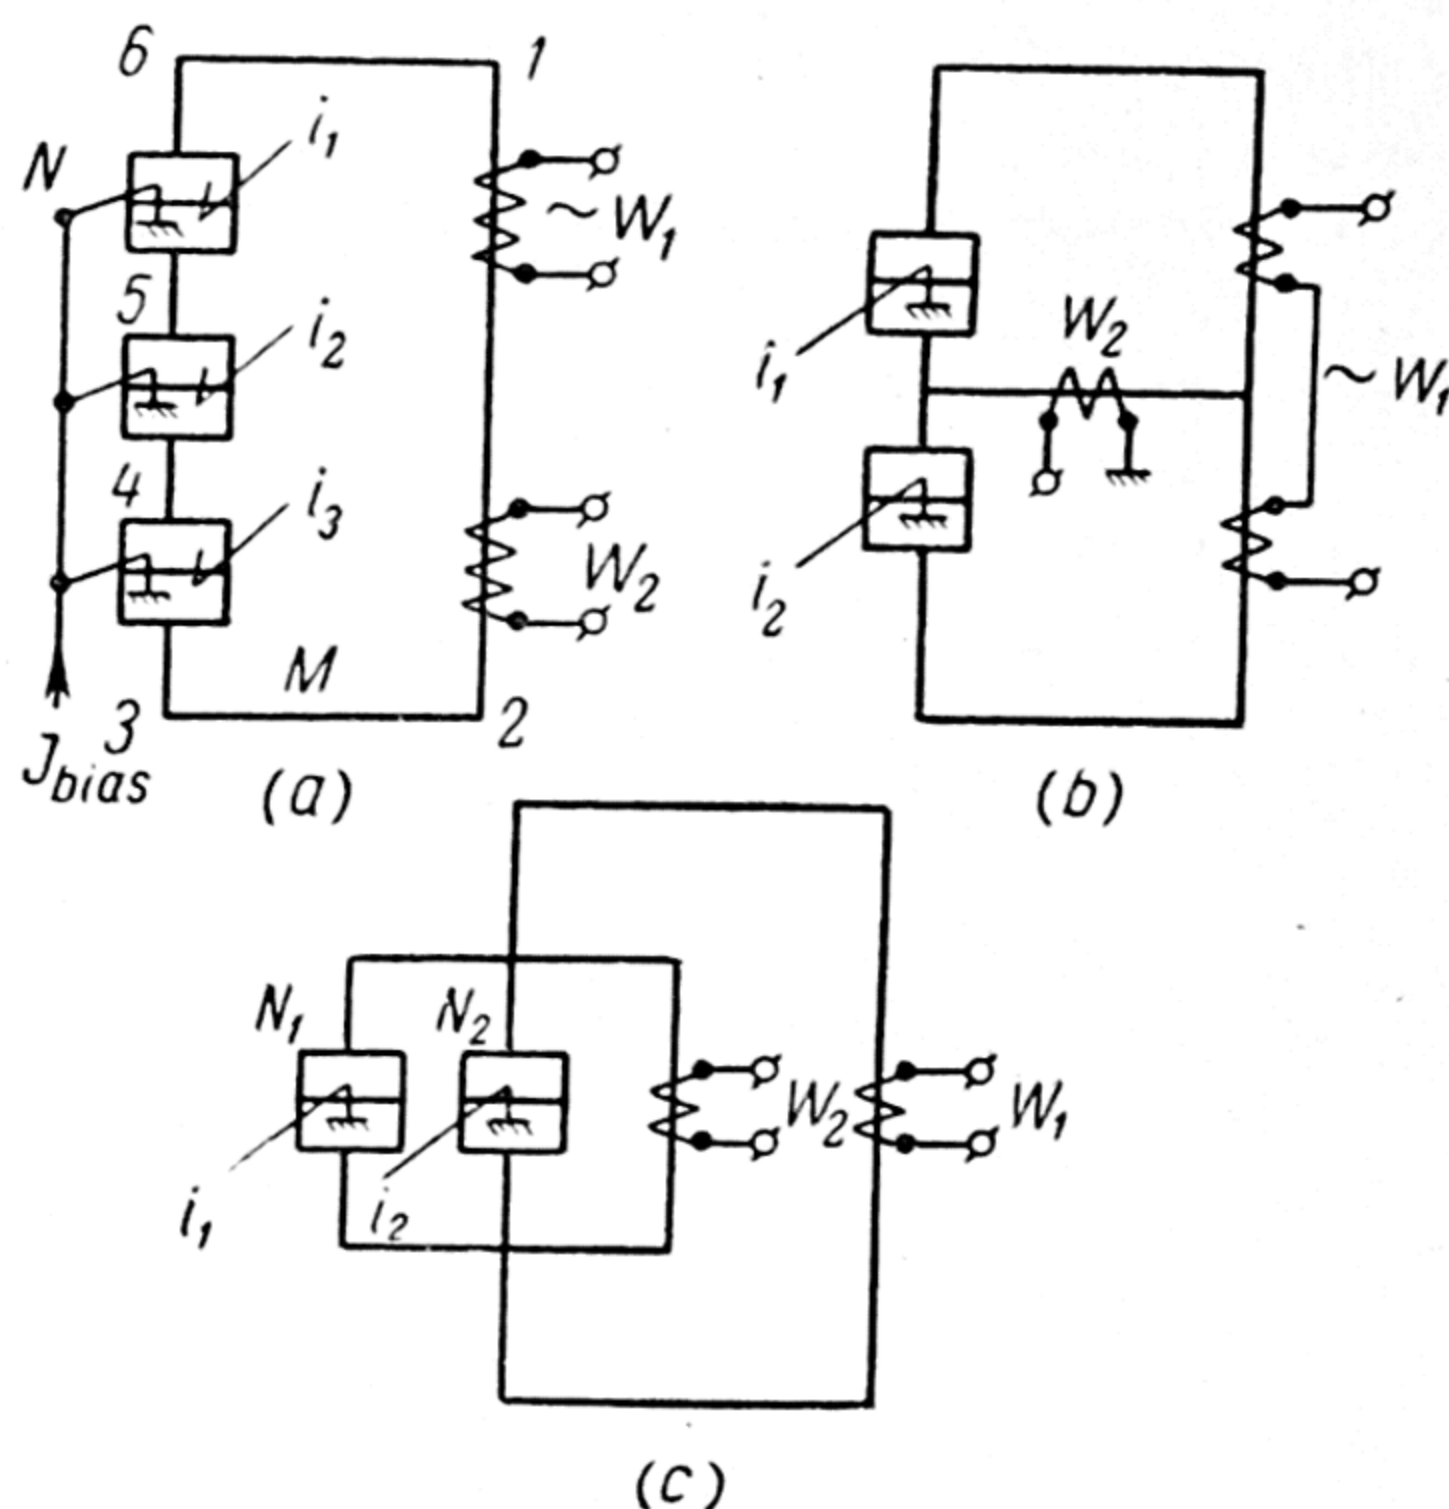 6 1
N i₁
~ W₁
5 i₂
4 i₃
W₂
M
3 2
J bias
(a)
i₁ W₂
~ W₁
i₂
(b)
N₁ N₂
W₂ W₁
i₁ i₂
(c)